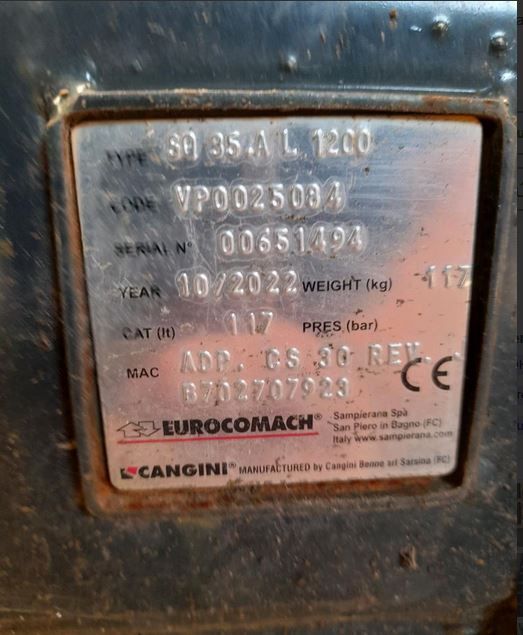 TYPE SQ 35.A L 1200
CODE VP0025084
SERIAL N° 00651494
YEAR 10/2022 WEIGHT (kg) 117
CAT (lt) 117 PRES (bar)
MAC ADP. CS 30 REV.
B702707923 CE
EUROCOMACH® Sampierana Spa
San Piero in Bagno (FC)
Italy www.sampierana.com
CANGINI® MANUFACTURED by Cangini Benne srl Sarsina (FC)